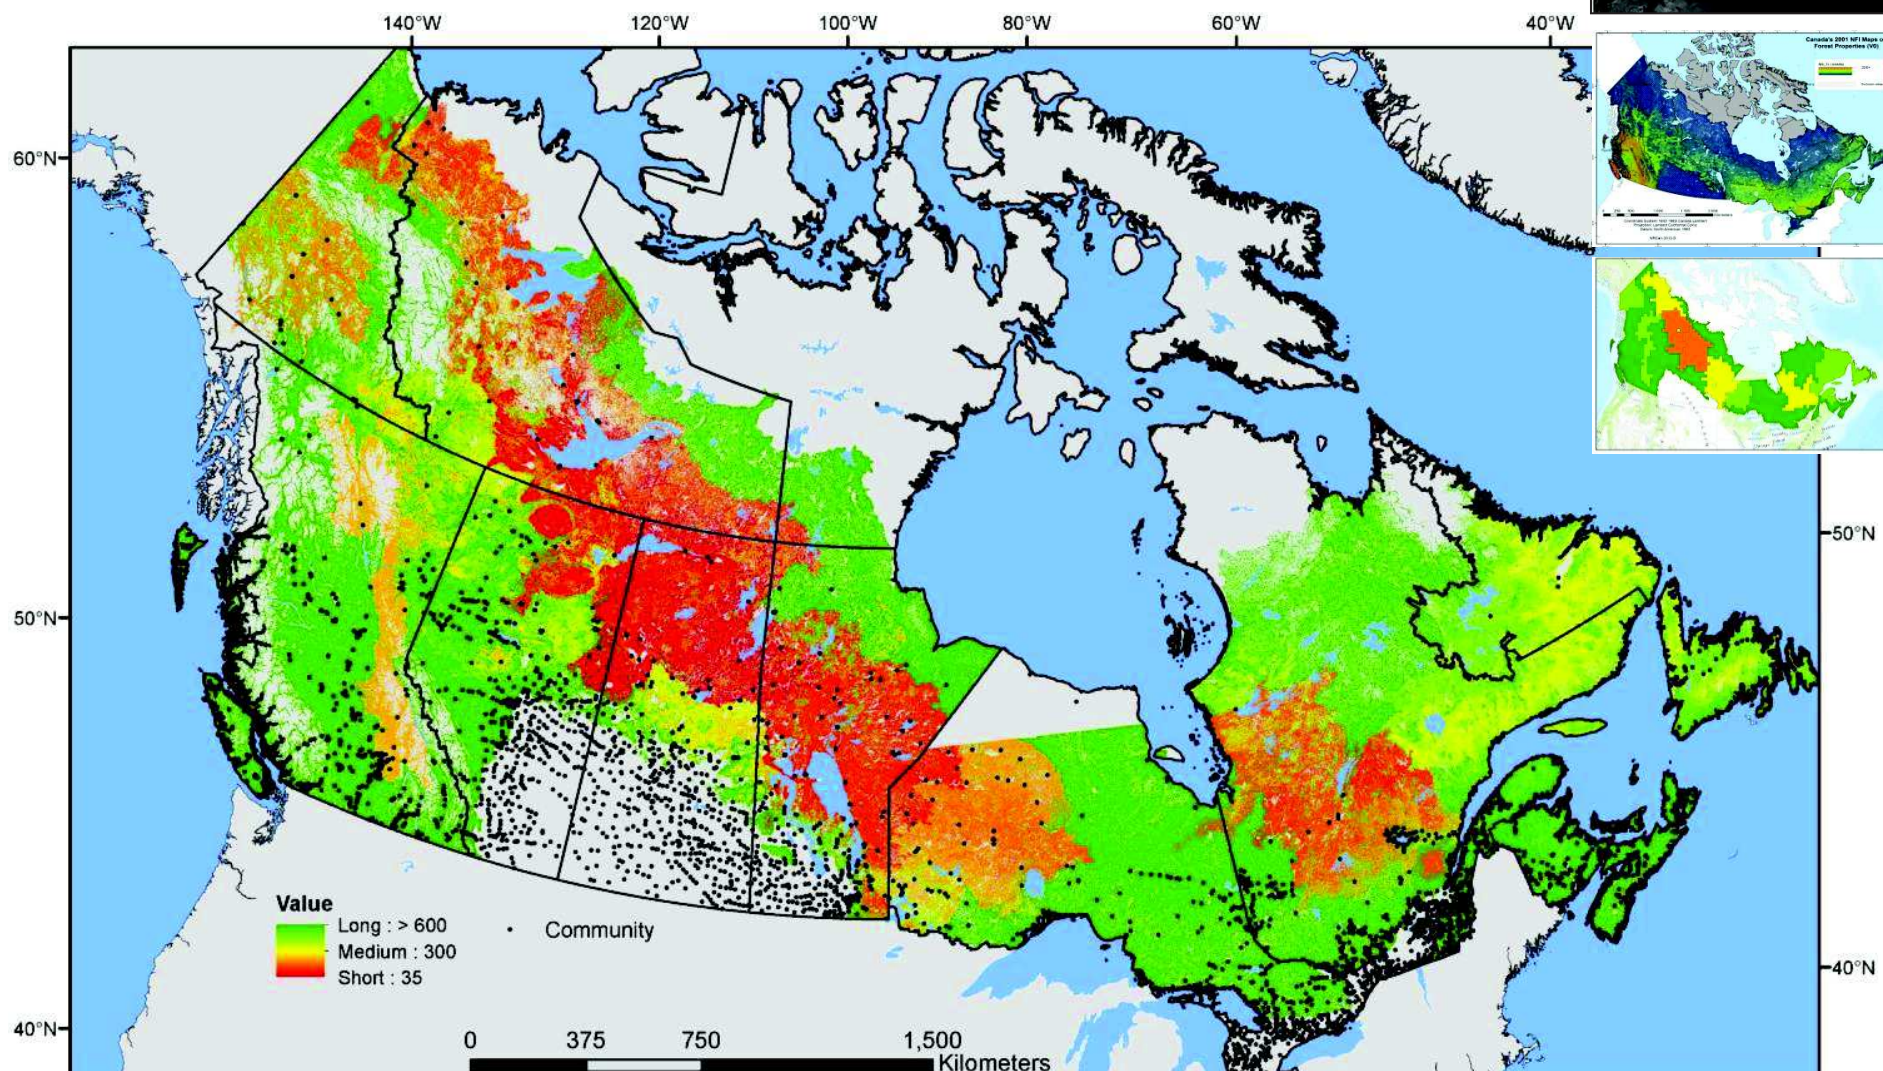 140°W 120°W 100°W 80°W 60°W 40°W
Canada's 2001 NFI Maps of
Forest Properties (V0)
60°N
50°N
50°N
40°N
40°N
Value
Long : > 600
Medium : 300
Short : 35
Community
0 375 750 1,500
Kilometers